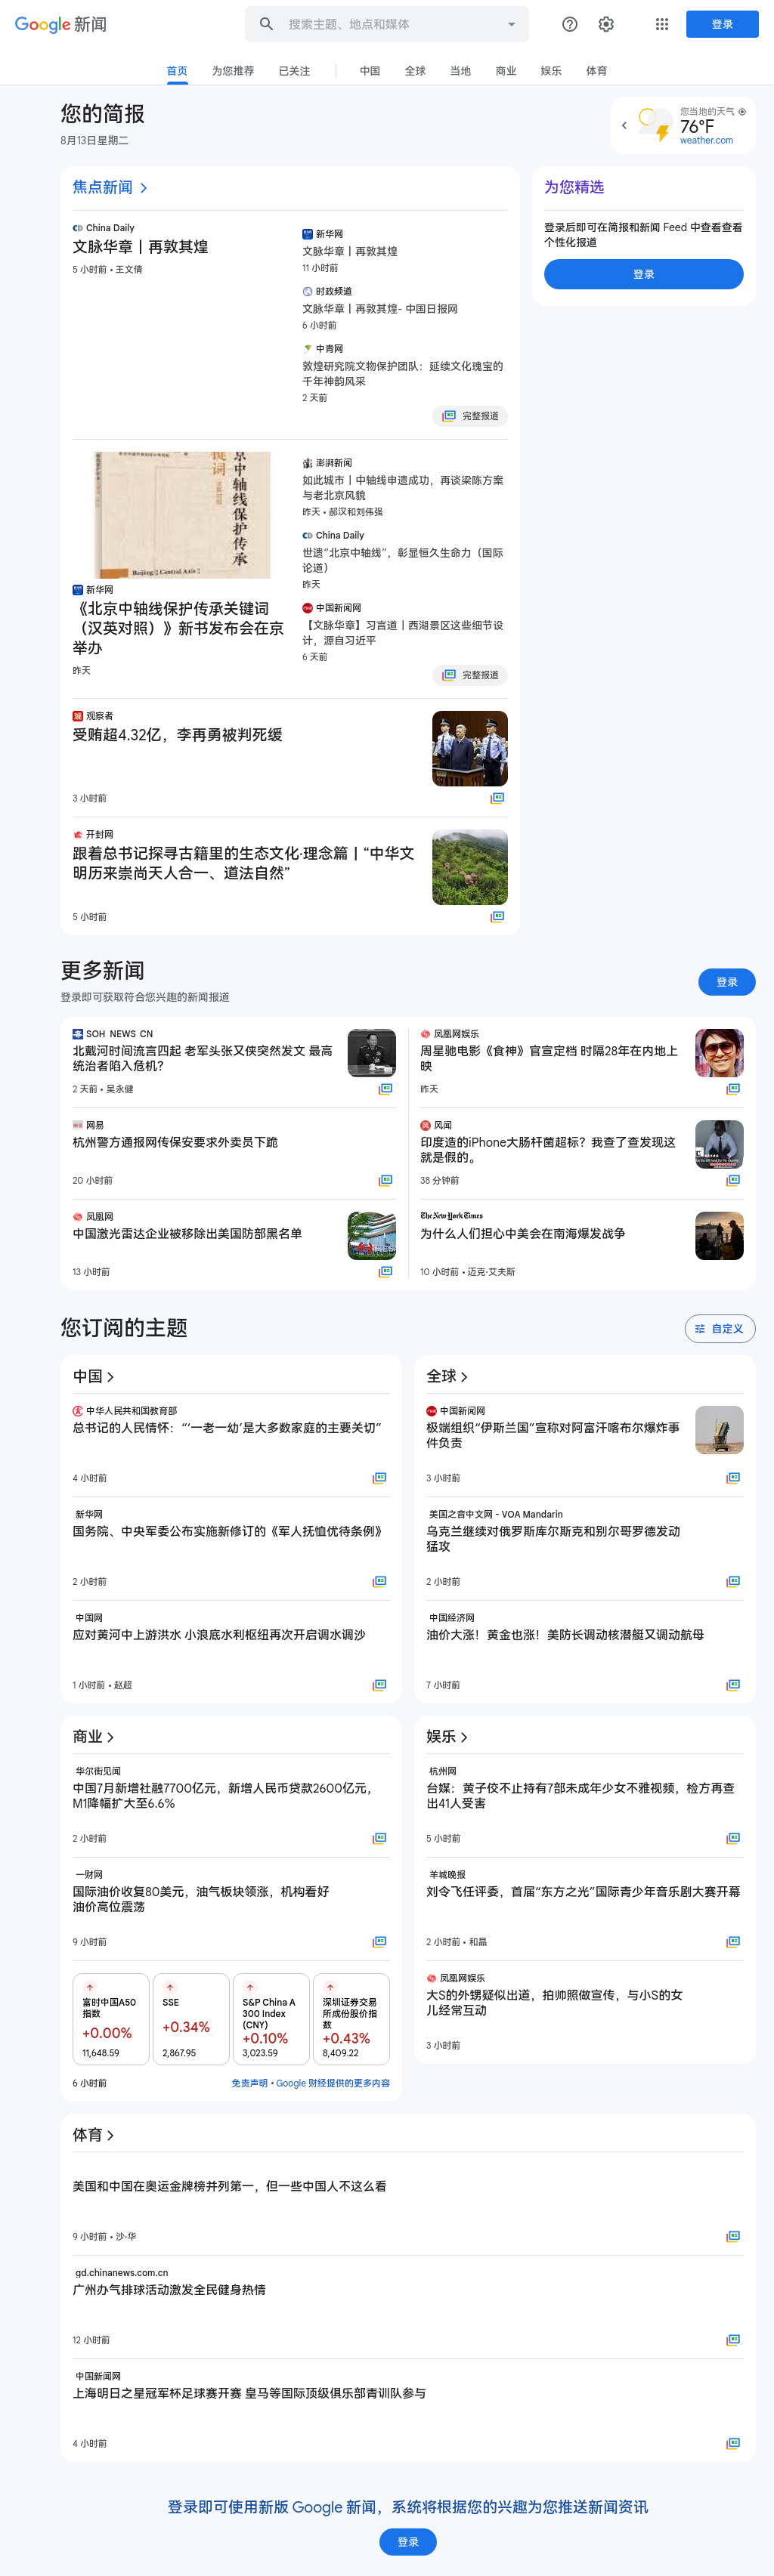 Google 新闻
搜索主题、地点和媒体
登录
首页
为您推荐
已关注
中国
全球
当地
商业
娱乐
体育
您的简报
8月13日星期二
您当地的天气
76°F
weather.com
焦点新闻
China Daily
文脉华章丨再敦其煌
5 小时前 • 王文倩
新华网
文脉华章丨再敦其煌
11 小时前
时政频道
文脉华章丨再敦其煌- 中国日报网
6 小时前
中青网
敦煌研究院文物保护团队：延续文化瑰宝的
千年神韵风采
2 天前
完整报道
为您精选
登录后即可在简报和新闻 Feed 中查看查看
个性化报道
登录
京中轴线保护传承
Beijing Central Axis
新华网
《北京中轴线保护传承关键词
（汉英对照）》新书发布会在京
举办
昨天
澎湃新闻
如此城市丨中轴线申遗成功，再谈梁陈方案
与老北京风貌
昨天 • 郝汉和刘伟强
China Daily
世遗“北京中轴线”，彰显恒久生命力（国际
论道）
昨天
中国新闻网
【文脉华章】习言道丨西湖景区这些细节设
计，源自习近平
6 天前
完整报道
观察者
受贿超4.32亿，李再勇被判死缓
3 小时前
开封网
跟着总书记探寻古籍里的生态文化·理念篇丨“中华文
明历来崇尚天人合一、道法自然”
5 小时前
更多新闻
登录即可获取符合您兴趣的新闻报道
登录
SOH_NEWS_CN
北戴河时间流言四起 老军头张又侠突然发文 最高
统治者陷入危机？
2 天前 • 吴永健
网易
杭州警方通报网传保安要求外卖员下跪
20 小时前
凤凰网
中国激光雷达企业被移除出美国防部黑名单
13 小时前
凤凰网娱乐
周星驰电影《食神》官宣定档 时隔28年在内地上
映
昨天
风闻
印度造的iPhone大肠杆菌超标？我查了查发现这
就是假的。
38 分钟前
The New York Times
为什么人们担心中美会在南海爆发战争
10 小时前 • 迈克·艾夫斯
您订阅的主题
自定义
中国
中华人民共和国教育部
总书记的人民情怀：“‘一老一幼’是大多数家庭的主要关切”
4 小时前
新华网
国务院、中央军委公布实施新修订的《军人抚恤优待条例》
2 小时前
中国网
应对黄河中上游洪水 小浪底水利枢纽再次开启调水调沙
1 小时前 • 赵超
全球
中国新闻网
极端组织“伊斯兰国”宣称对阿富汗喀布尔爆炸事
件负责
3 小时前
美国之音中文网 - VOA Mandarin
乌克兰继续对俄罗斯库尔斯克和别尔哥罗德发动
猛攻
2 小时前
中国经济网
油价大涨！黄金也涨！美防长调动核潜艇又调动航母
7 小时前
商业
华尔街见闻
中国7月新增社融7700亿元，新增人民币贷款2600亿元，
M1降幅扩大至6.6%
2 小时前
一财网
国际油价收复80美元，油气板块领涨，机构看好
油价高位震荡
9 小时前
富时中国A50
指数
+0.00%
11,648.59
SSE
+0.34%
2,867.95
S&P China A
300 Index
(CNY)
+0.10%
3,023.59
深圳证券交易
所成份股价指
数
+0.43%
8,409.22
6 小时前
免责声明 • Google 财经提供的更多内容
娱乐
杭州网
台媒：黄子佼不止持有7部未成年少女不雅视频，检方再查
出41人受害
5 小时前
羊城晚报
刘令飞任评委，首届“东方之光”国际青少年音乐剧大赛开幕
2 小时前 • 和晶
凤凰网娱乐
大S的外甥疑似出道，拍帅照做宣传，与小S的女
儿经常互动
3 小时前
体育
美国和中国在奥运金牌榜并列第一，但一些中国人不这么看
9 小时前 • 沙·华
gd.chinanews.com.cn
广州办气排球活动激发全民健身热情
12 小时前
中国新闻网
上海明日之星冠军杯足球赛开赛 皇马等国际顶级俱乐部青训队参与
4 小时前
登录即可使用新版 Google 新闻，系统将根据您的兴趣为您推送新闻资讯
登录